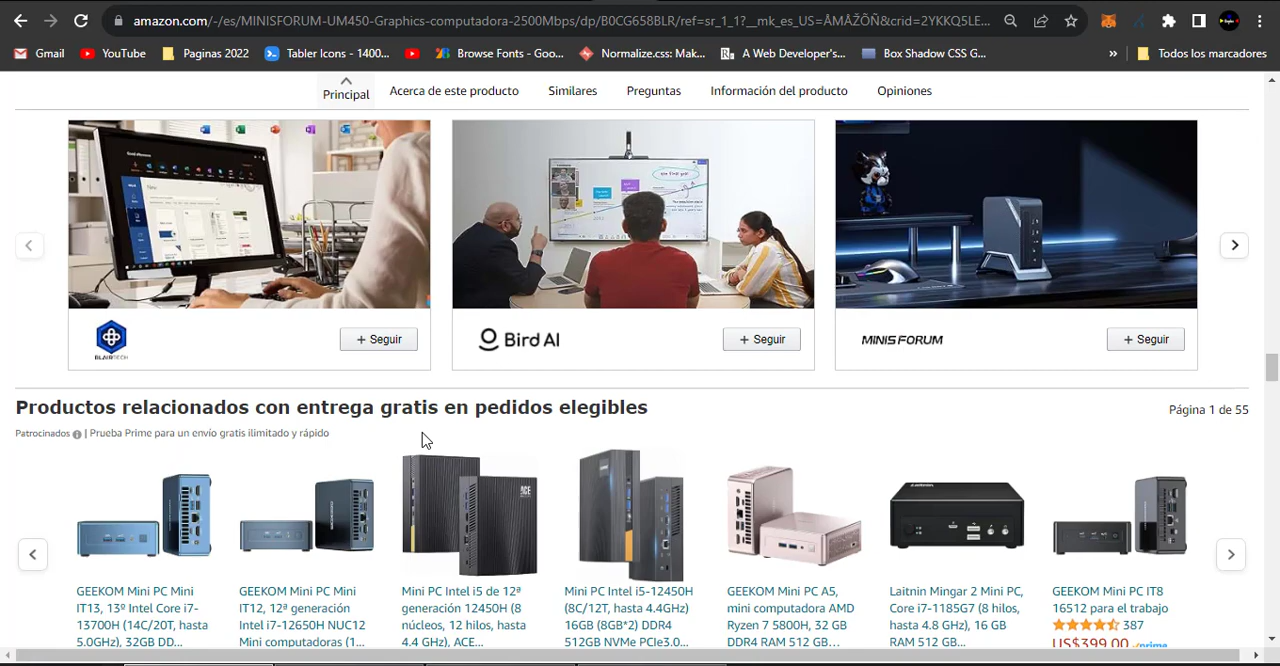 amazon.com/-/es/MINISFORUM-UM450-Graphics-computadora-2500Mbps/dp/B0CG658BLR/ref=sr_1_1?__mk_es_US=ÅMÅŽÕÑ&crid=2YKKQ5LE...
Gmail YouTube Paginas 2022 Tabler Icons - 1400... Browse Fonts - Goo... Normalize.css: Mak... A Web Developer's... Box Shadow CSS G... » Todos los marcadores
Principal Acerca de este producto Similares Preguntas Información del producto Opiniones
BLAIRTECH + Seguir Bird AI + Seguir MINISFORUM + Seguir
Productos relacionados con entrega gratis en pedidos elegibles Página 1 de 55
Patrocinados | Prueba Prime para un envío gratis ilimitado y rápido
ACE
GEEKOM Mini PC Mini
IT13, 13º Intel Core i7-
13700H (14C/20T, hasta
5.0GHz), 32GB DD...
GEEKOM Mini PC Mini
IT12, 12ª generación
Intel i7-12650H NUC12
Mini computadoras (1...
Mini PC Intel i5 de 12ª
generación 12450H (8
núcleos, 12 hilos, hasta
4.4 GHz), ACE...
Mini PC Intel i5-12450H
(8C/12T, hasta 4.4GHz)
16GB (8GB*2) DDR4
512GB NVMe PCIe3.0...
GEEKOM Mini PC A5,
mini computadora AMD
Ryzen 7 5800H, 32 GB
DDR4 RAM 512 GB...
Laitnin Mingar 2 Mini PC,
Core i7-1185G7 (8 hilos,
hasta 4.8 GHz), 16 GB
RAM 512 GB...
GEEKOM Mini PC IT8
16512 para el trabajo
387
US$399.00 prime